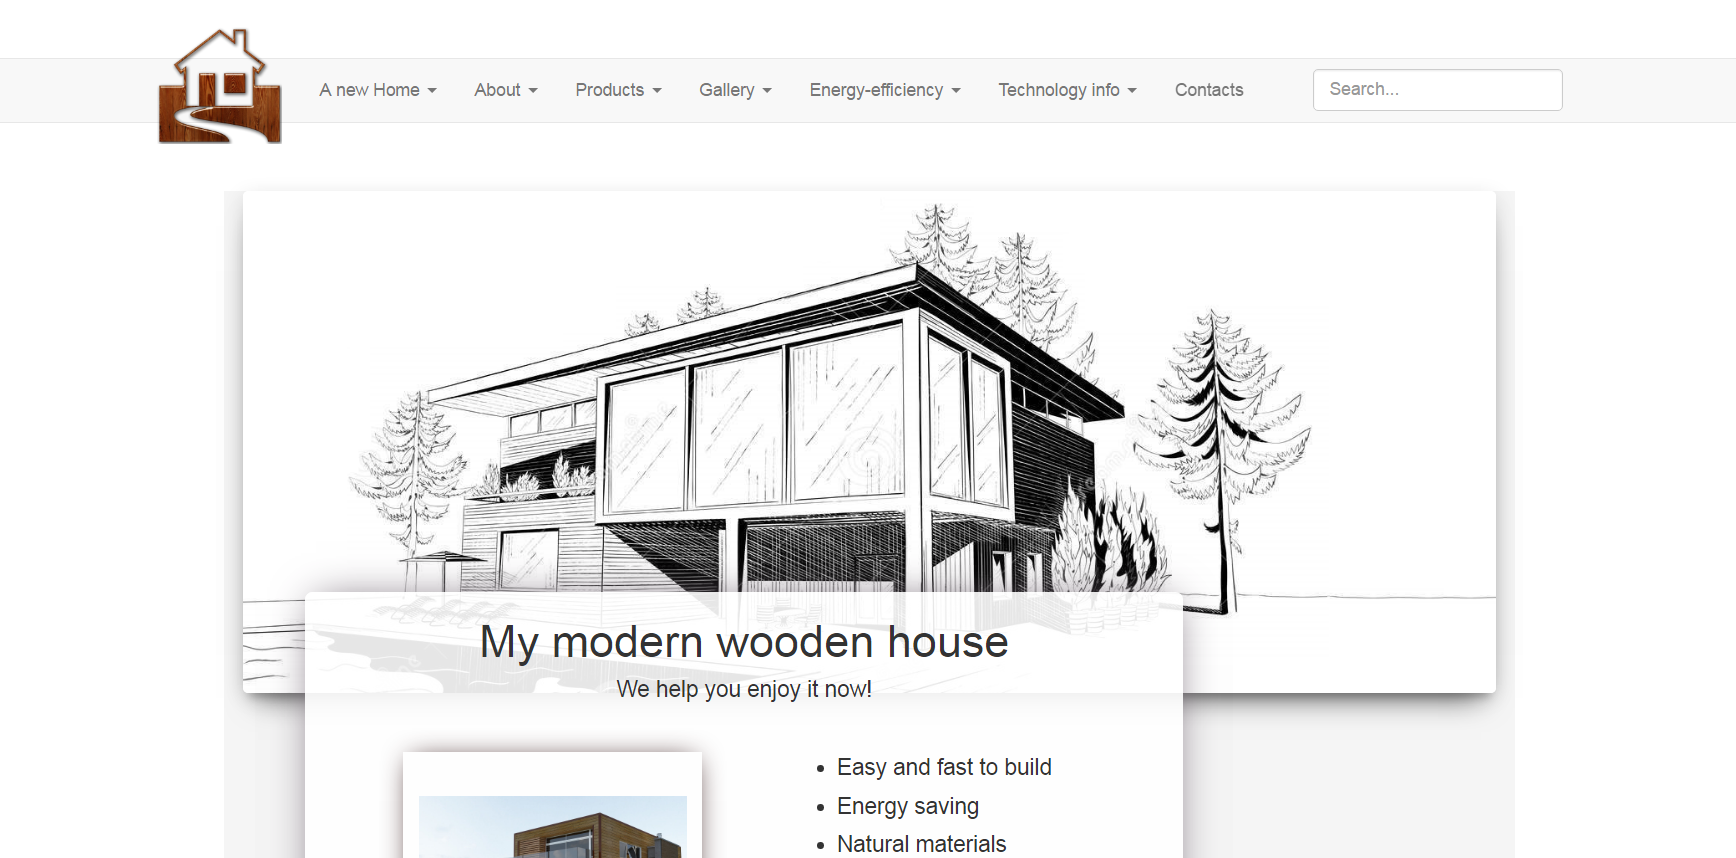 A new Home About Products Gallery Energy-efficiency Technology info Contacts Search...
My modern wooden house
We help you enjoy it now!
• Easy and fast to build
• Energy saving
• Natural materials